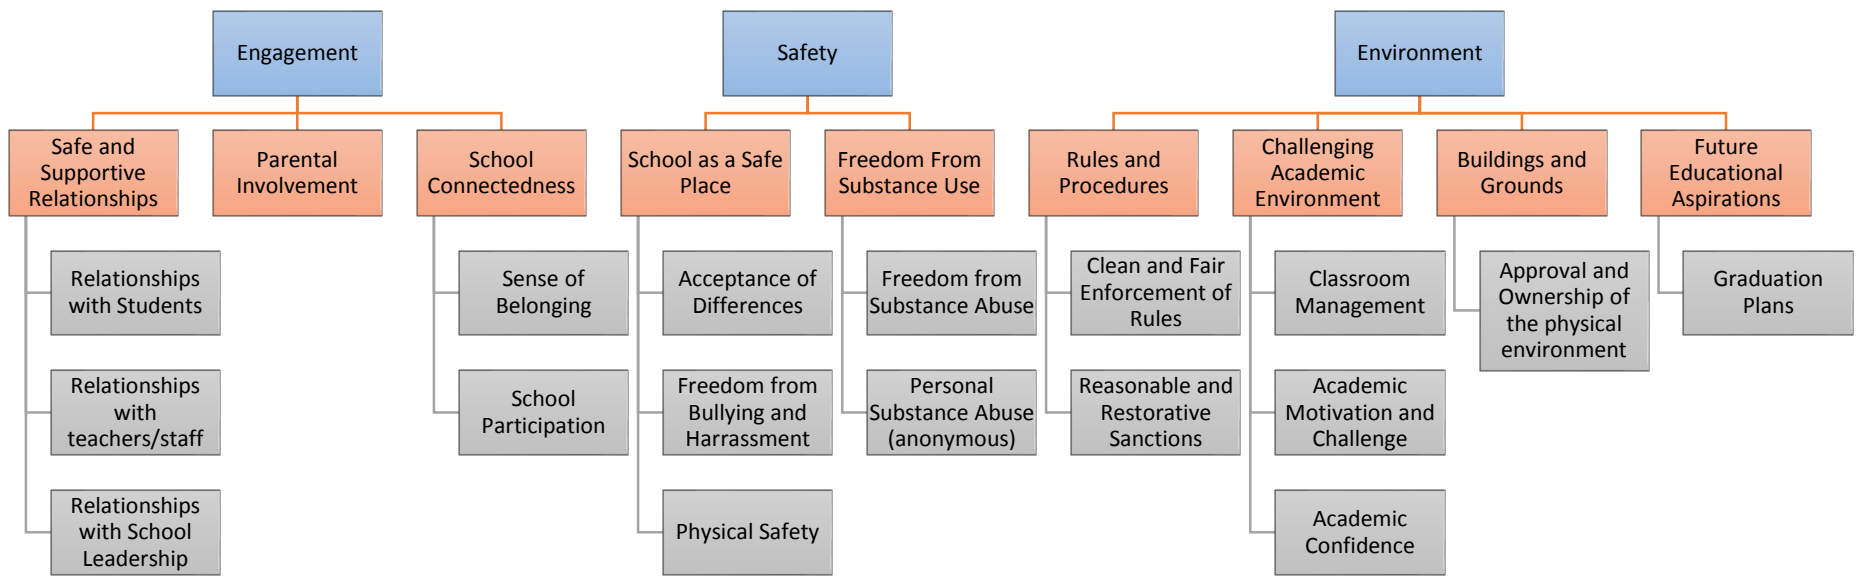 Engagement
Safety
Environment
Safe and
Supportive
Relationships
Parental
Involvement
School
Connectedness
School as a Safe
Place
Freedom From
Substance Use
Rules and
Procedures
Challenging
Academic
Environment
Buildings and
Grounds
Future
Educational
Aspirations
Relationships
with Students
Sense of
Belonging
Acceptance of
Differences
Freedom from
Substance Abuse
Clean and Fair
Enforcement of
Rules
Classroom
Management
Approval and
Ownership of
the physical
environment
Graduation
Plans
Relationships
with
teachers/staff
School
Participation
Freedom from
Bullying and
Harrassment
Personal
Substance Abuse
(anonymous)
Reasonable and
Restorative
Sanctions
Academic
Motivation and
Challenge
Relationships
with School
Leadership
Physical Safety
Academic
Confidence